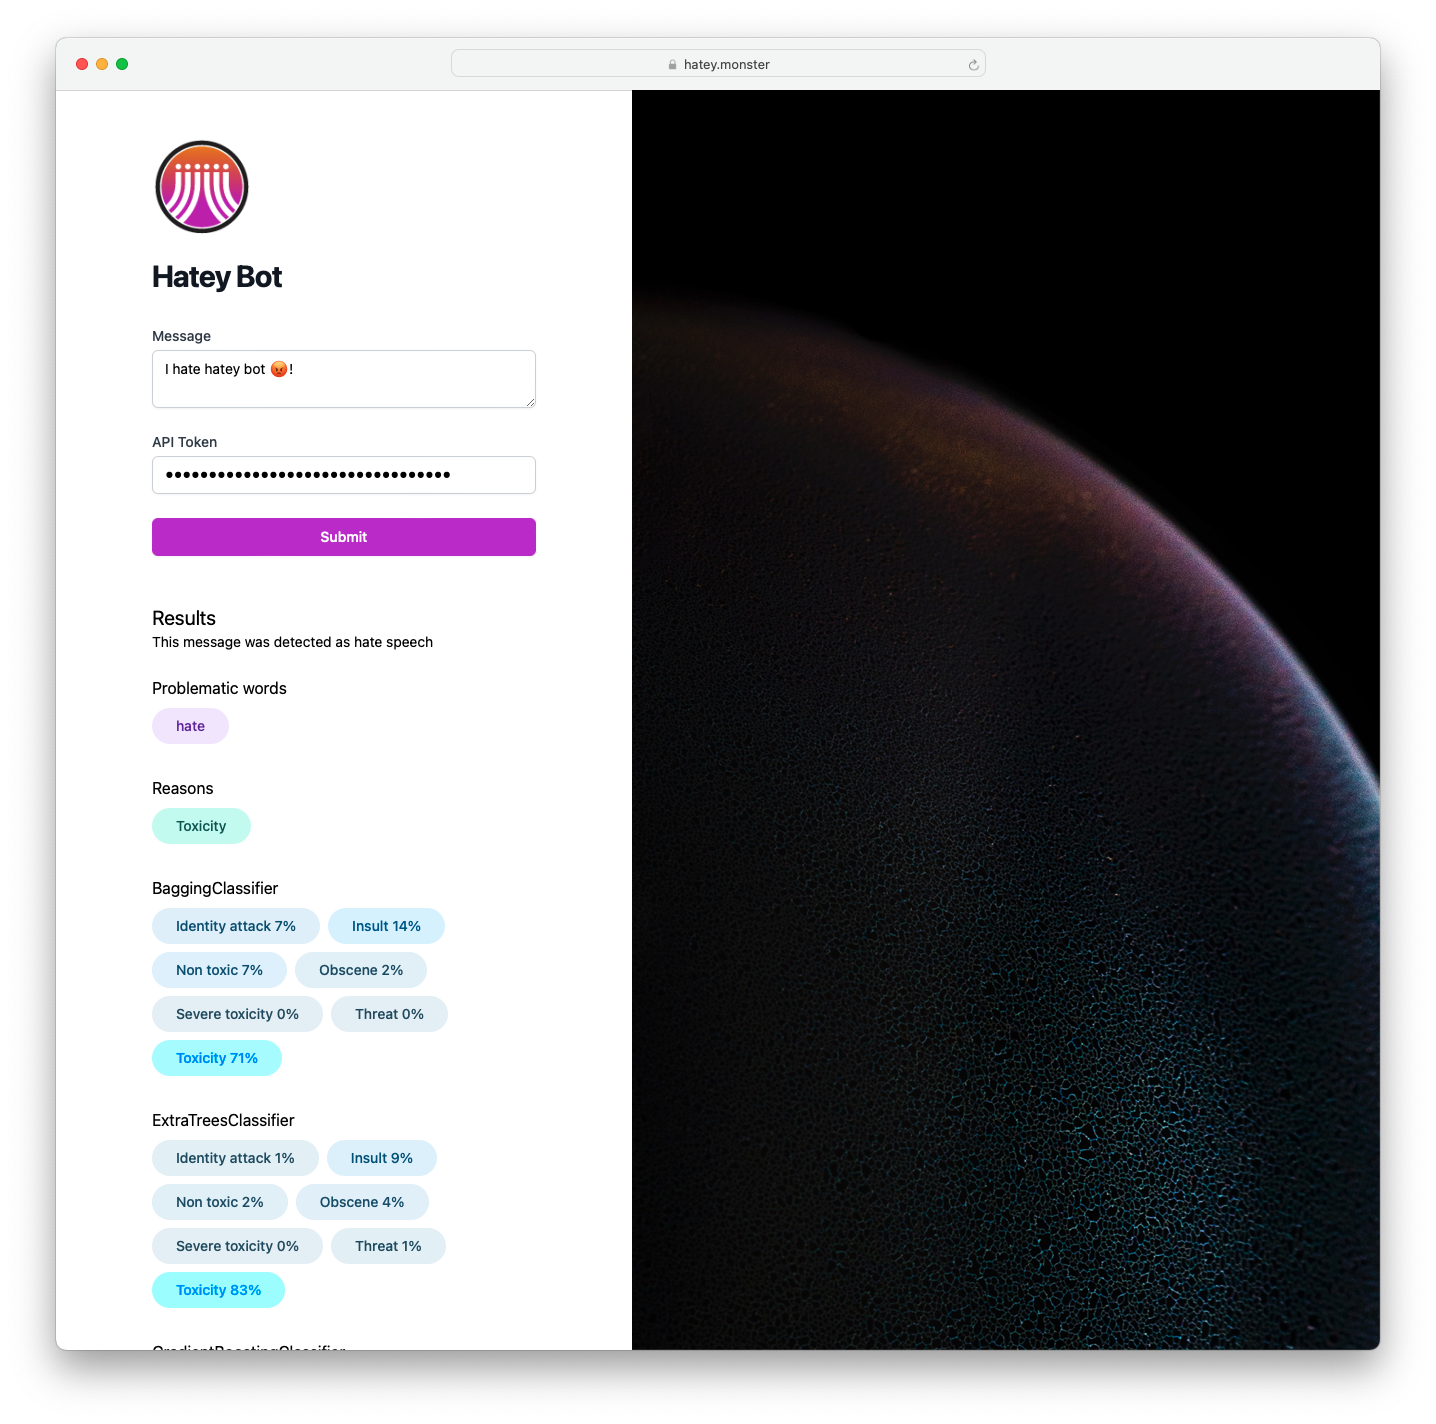 hatey.monster
Hatey Bot
Message
I hate hatey bot 😡!
API Token
•••••••••••••••••••••••••••••••••
Submit
Results
This message was detected as hate speech
Problematic words
hate
Reasons
Toxicity
BaggingClassifier
Identity attack 7% Insult 14%
Non toxic 7% Obscene 2%
Severe toxicity 0% Threat 0%
Toxicity 71%
ExtraTreesClassifier
Identity attack 1% Insult 9%
Non toxic 2% Obscene 4%
Severe toxicity 0% Threat 1%
Toxicity 83%
GradientBoostingClassifier